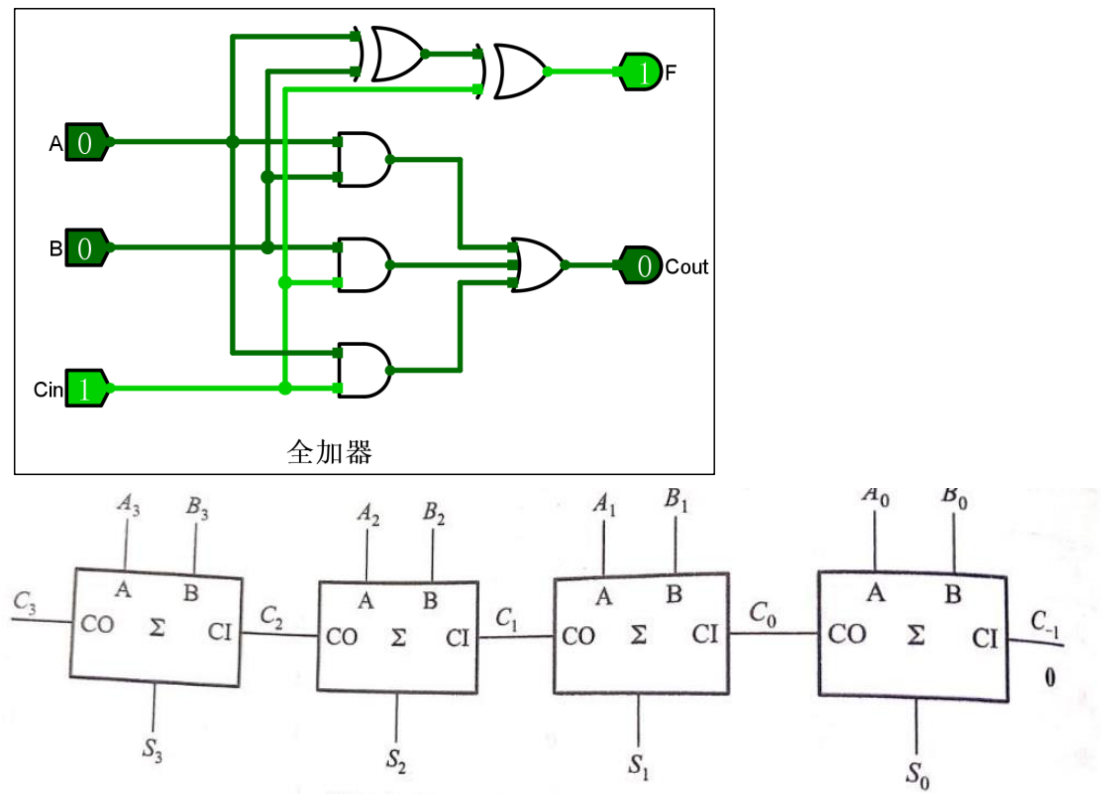 1 F
A 0
B 0
0 Cout
Cin 1
全加器
A₃ B₃ A₂ B₂ A₁ B₁ A₀ B₀
A B A B A B A B
C₃ CO Σ CI C₂ CO Σ CI C₁ CO Σ CI C₀ CO Σ CI C₋₁
0
S₃ S₂ S₁ S₀